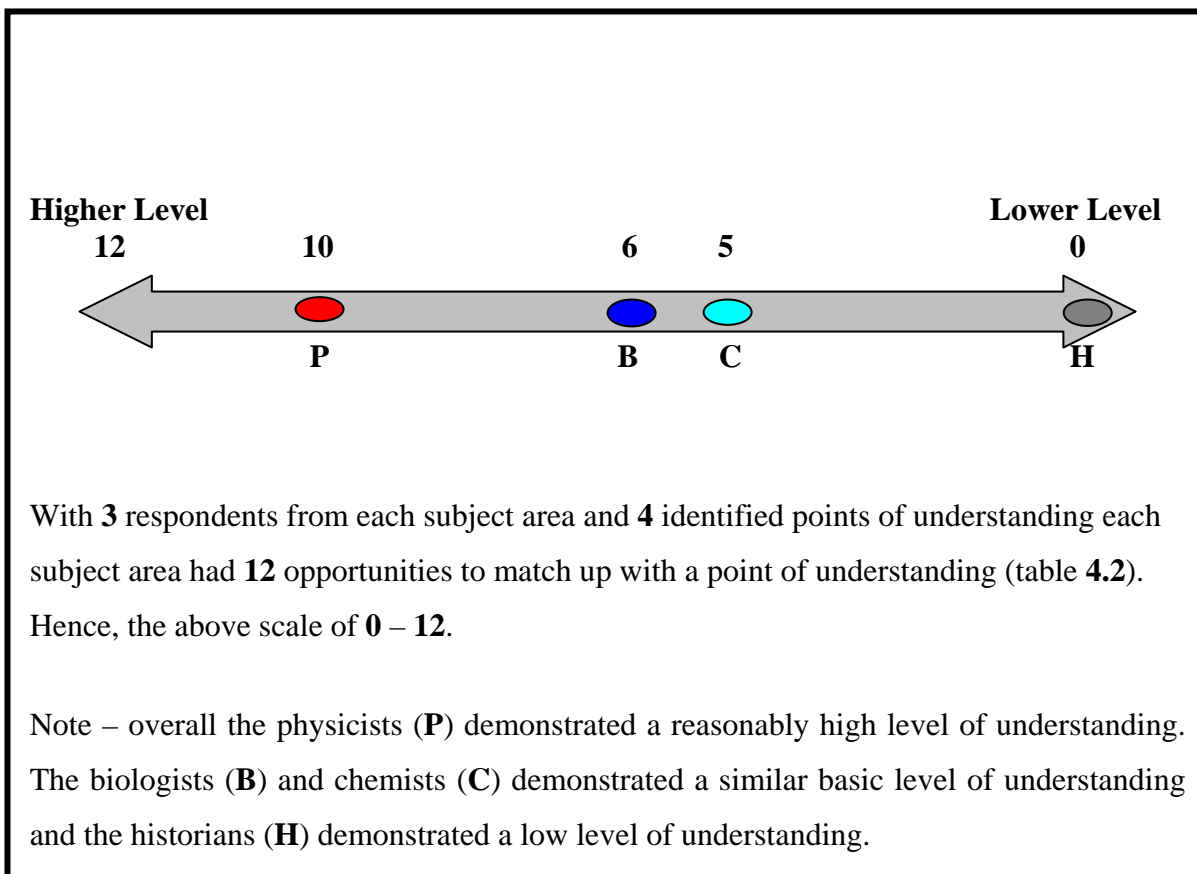 Higher Level Lower Level
12 10 6 5 0
P B C H
With 3 respondents from each subject area and 4 identified points of understanding each
subject area had 12 opportunities to match up with a point of understanding (table 4.2).
Hence, the above scale of 0 – 12.
Note – overall the physicists (P) demonstrated a reasonably high level of understanding.
The biologists (B) and chemists (C) demonstrated a similar basic level of understanding
and the historians (H) demonstrated a low level of understanding.